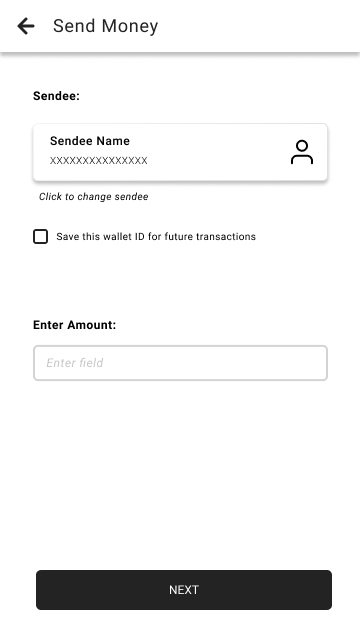 Send Money
Sendee:
Sendee Name
XXXXXXXXXXXXXXX
Click to change sendee
Save this wallet ID for future transactions
Enter Amount:
Enter field
NEXT